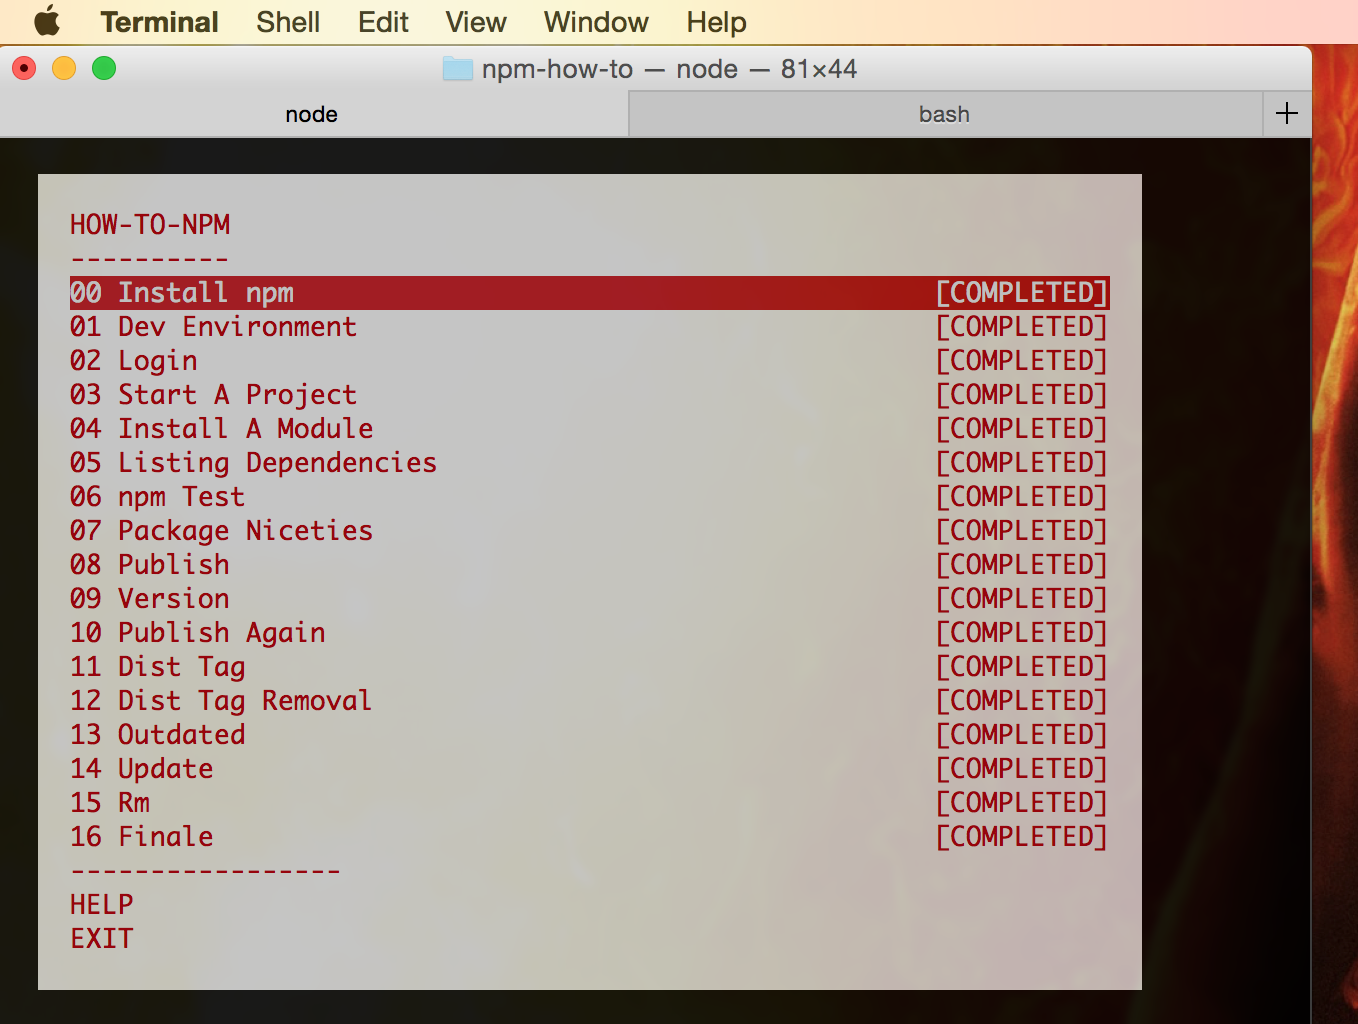 Terminal Shell Edit View Window Help
npm-how-to — node — 81×44
node bash +
HOW-TO-NPM
----------
00 Install npm [COMPLETED]
01 Dev Environment [COMPLETED]
02 Login [COMPLETED]
03 Start A Project [COMPLETED]
04 Install A Module [COMPLETED]
05 Listing Dependencies [COMPLETED]
06 npm Test [COMPLETED]
07 Package Niceties [COMPLETED]
08 Publish [COMPLETED]
09 Version [COMPLETED]
10 Publish Again [COMPLETED]
11 Dist Tag [COMPLETED]
12 Dist Tag Removal [COMPLETED]
13 Outdated [COMPLETED]
14 Update [COMPLETED]
15 Rm [COMPLETED]
16 Finale [COMPLETED]
-----------------
HELP
EXIT